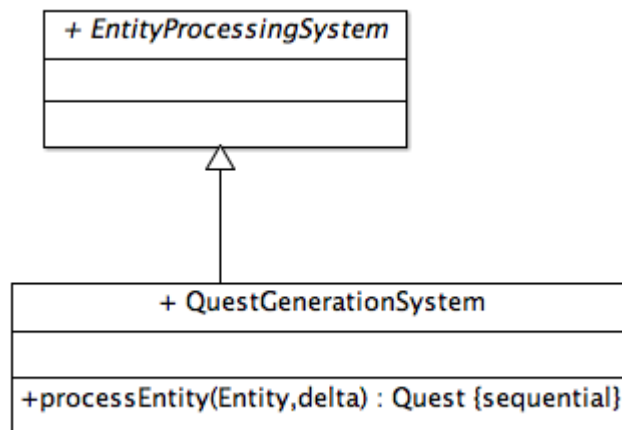 + EntityProcessingSystem
+ QuestGenerationSystem
+processEntity(Entity,delta) : Quest {sequential}